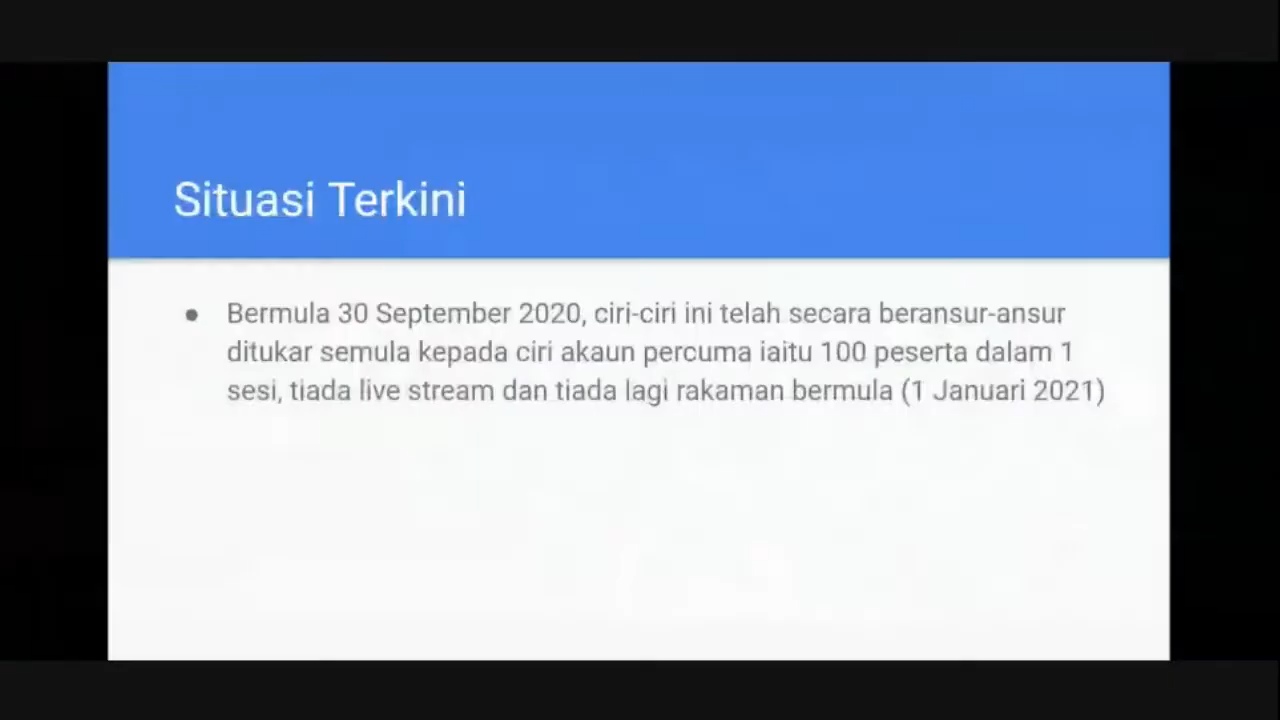 Situasi Terkini
● Bermula 30 September 2020, ciri-ciri ini telah secara beransur-ansur
ditukar semula kepada ciri akaun percuma iaitu 100 peserta dalam 1
sesi, tiada live stream dan tiada lagi rakaman bermula (1 Januari 2021)